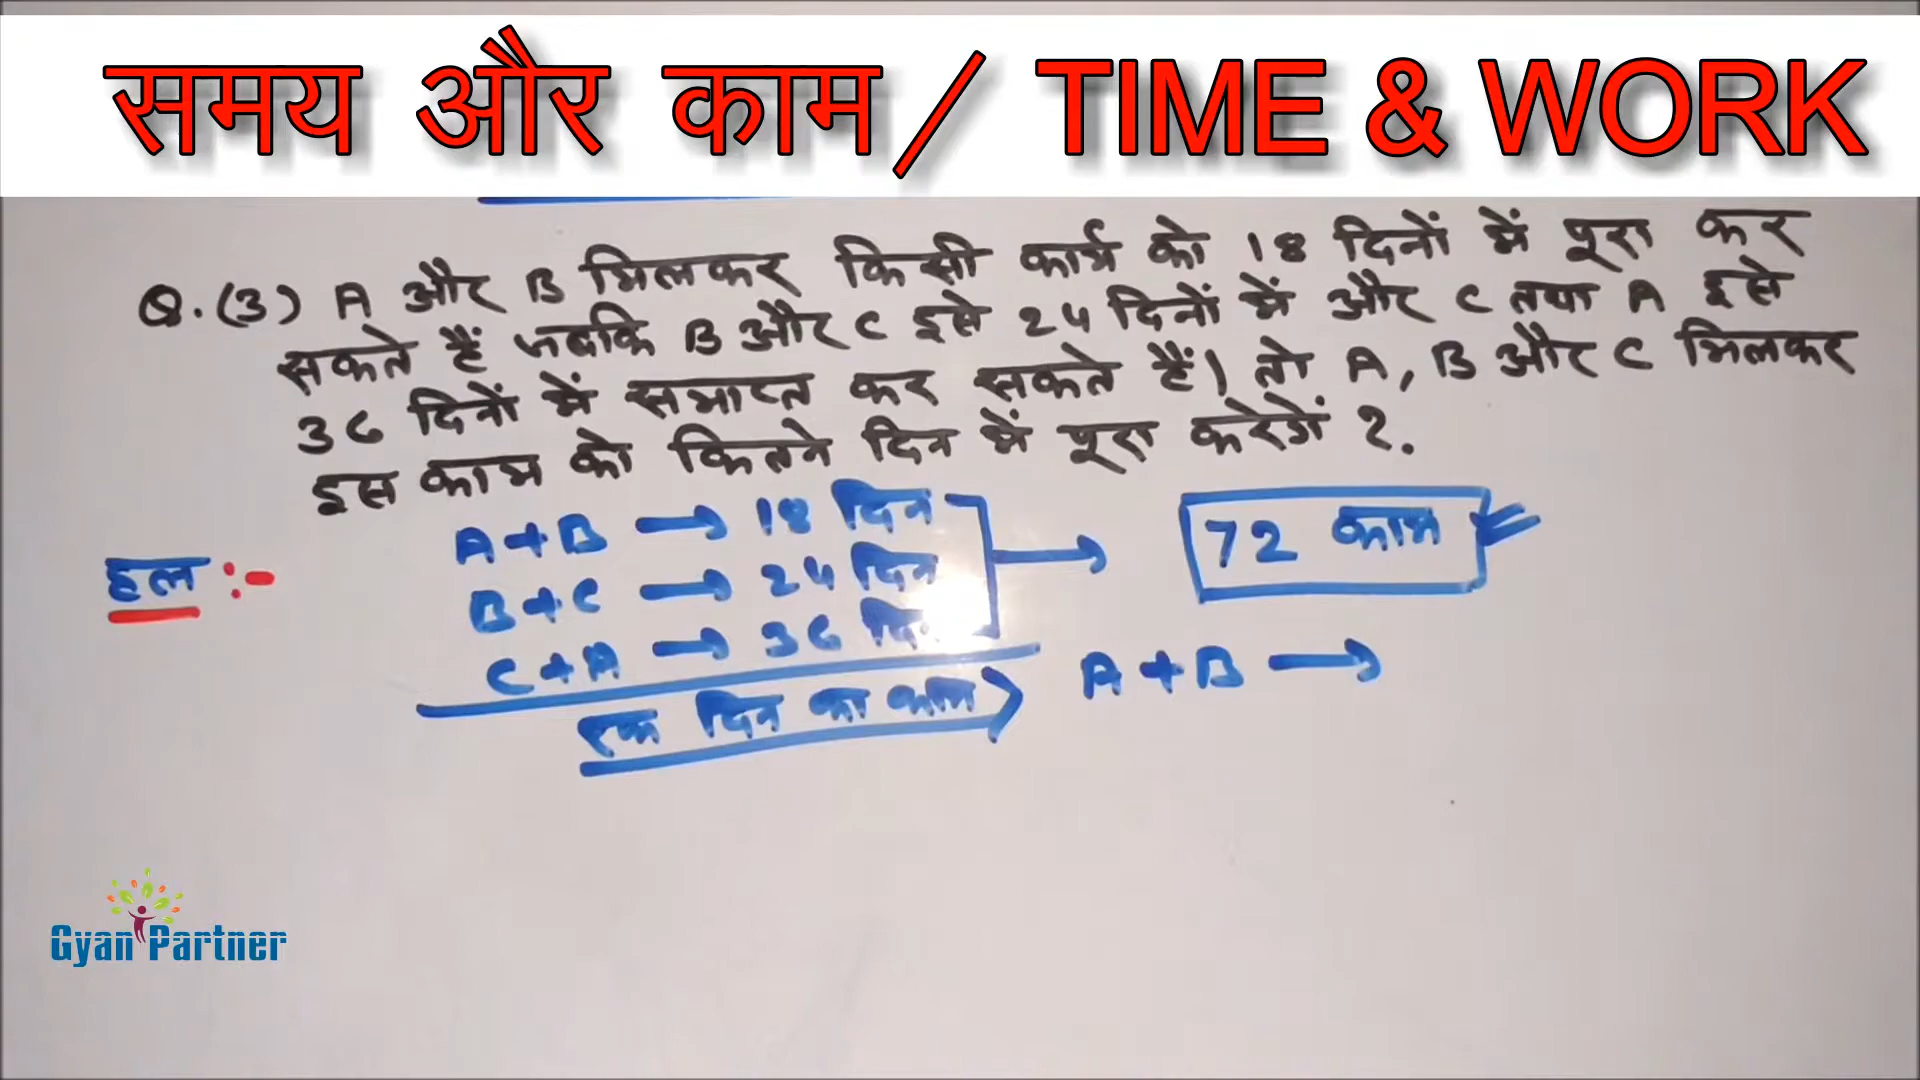 समय और काम / TIME & WORK
Q.(3) A और B मिलकर किसी कार्य को 18 दिनों में पूरा कर
सकते हैं जबकि B और C इसे 24 दिनों में और C तथा A इसे
36 दिनों में समाप्त कर सकते हैं। तो A, B और C मिलकर
इस काम को कितने दिन में पूरा करेगें ?.
हल :-
A+B → 18 दिन
B+C → 24 दिन
C+A → 36 दिन
→ 72 काम
एक दिन का काम
A+B →
Gyan Partner